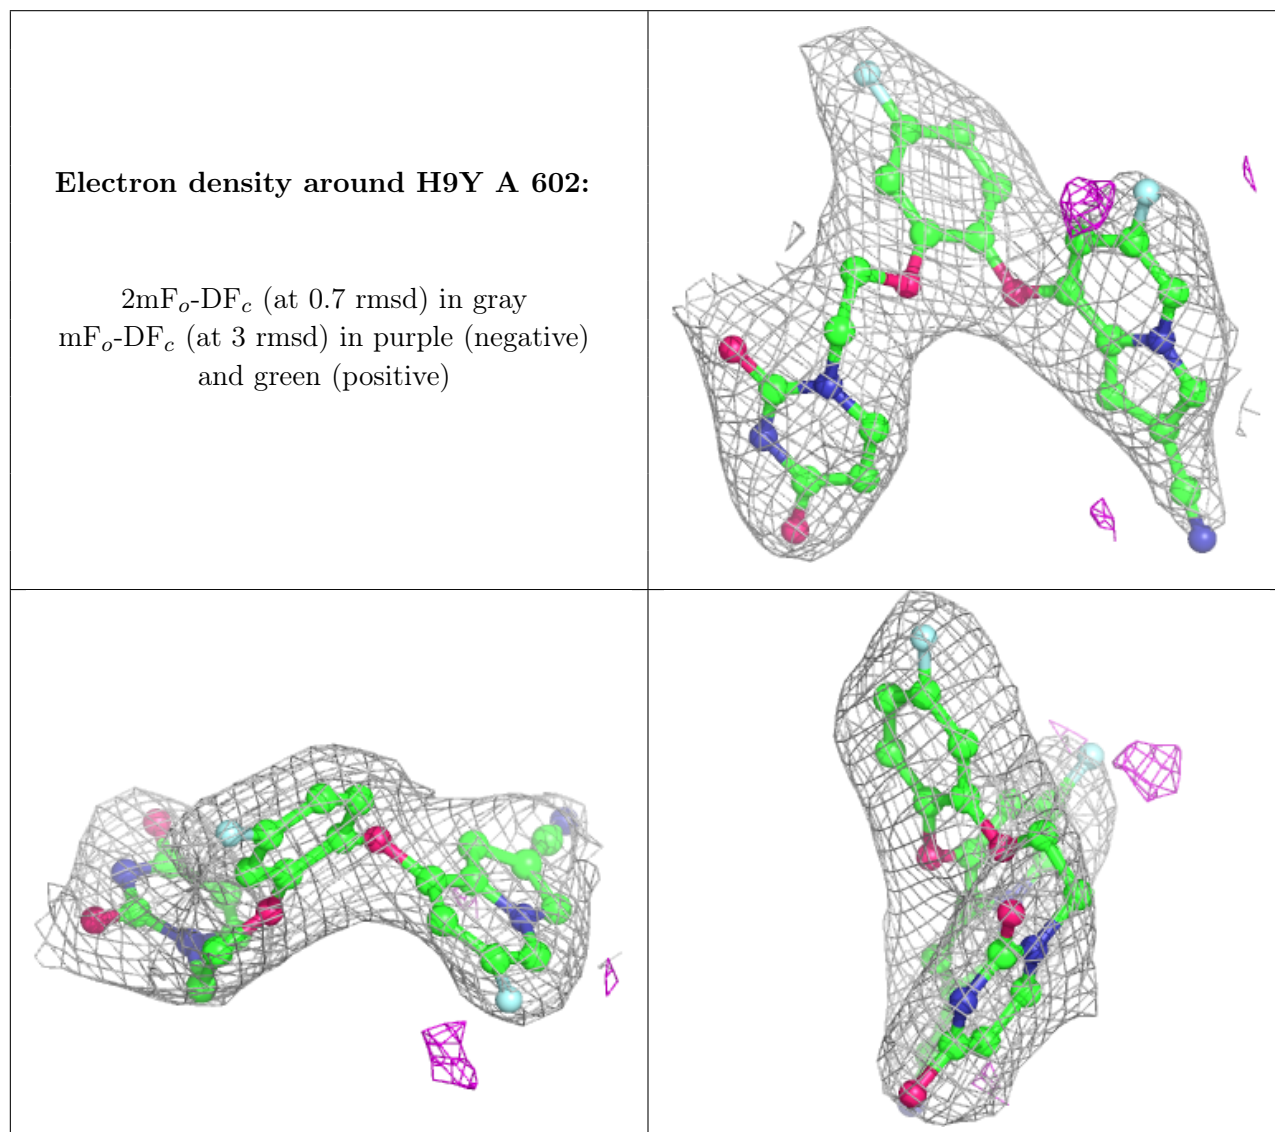 Electron density around H9Y A 602:
2mFo-DFc (at 0.7 rmsd) in gray
mFo-DFc (at 3 rmsd) in purple (negative)
and green (positive)